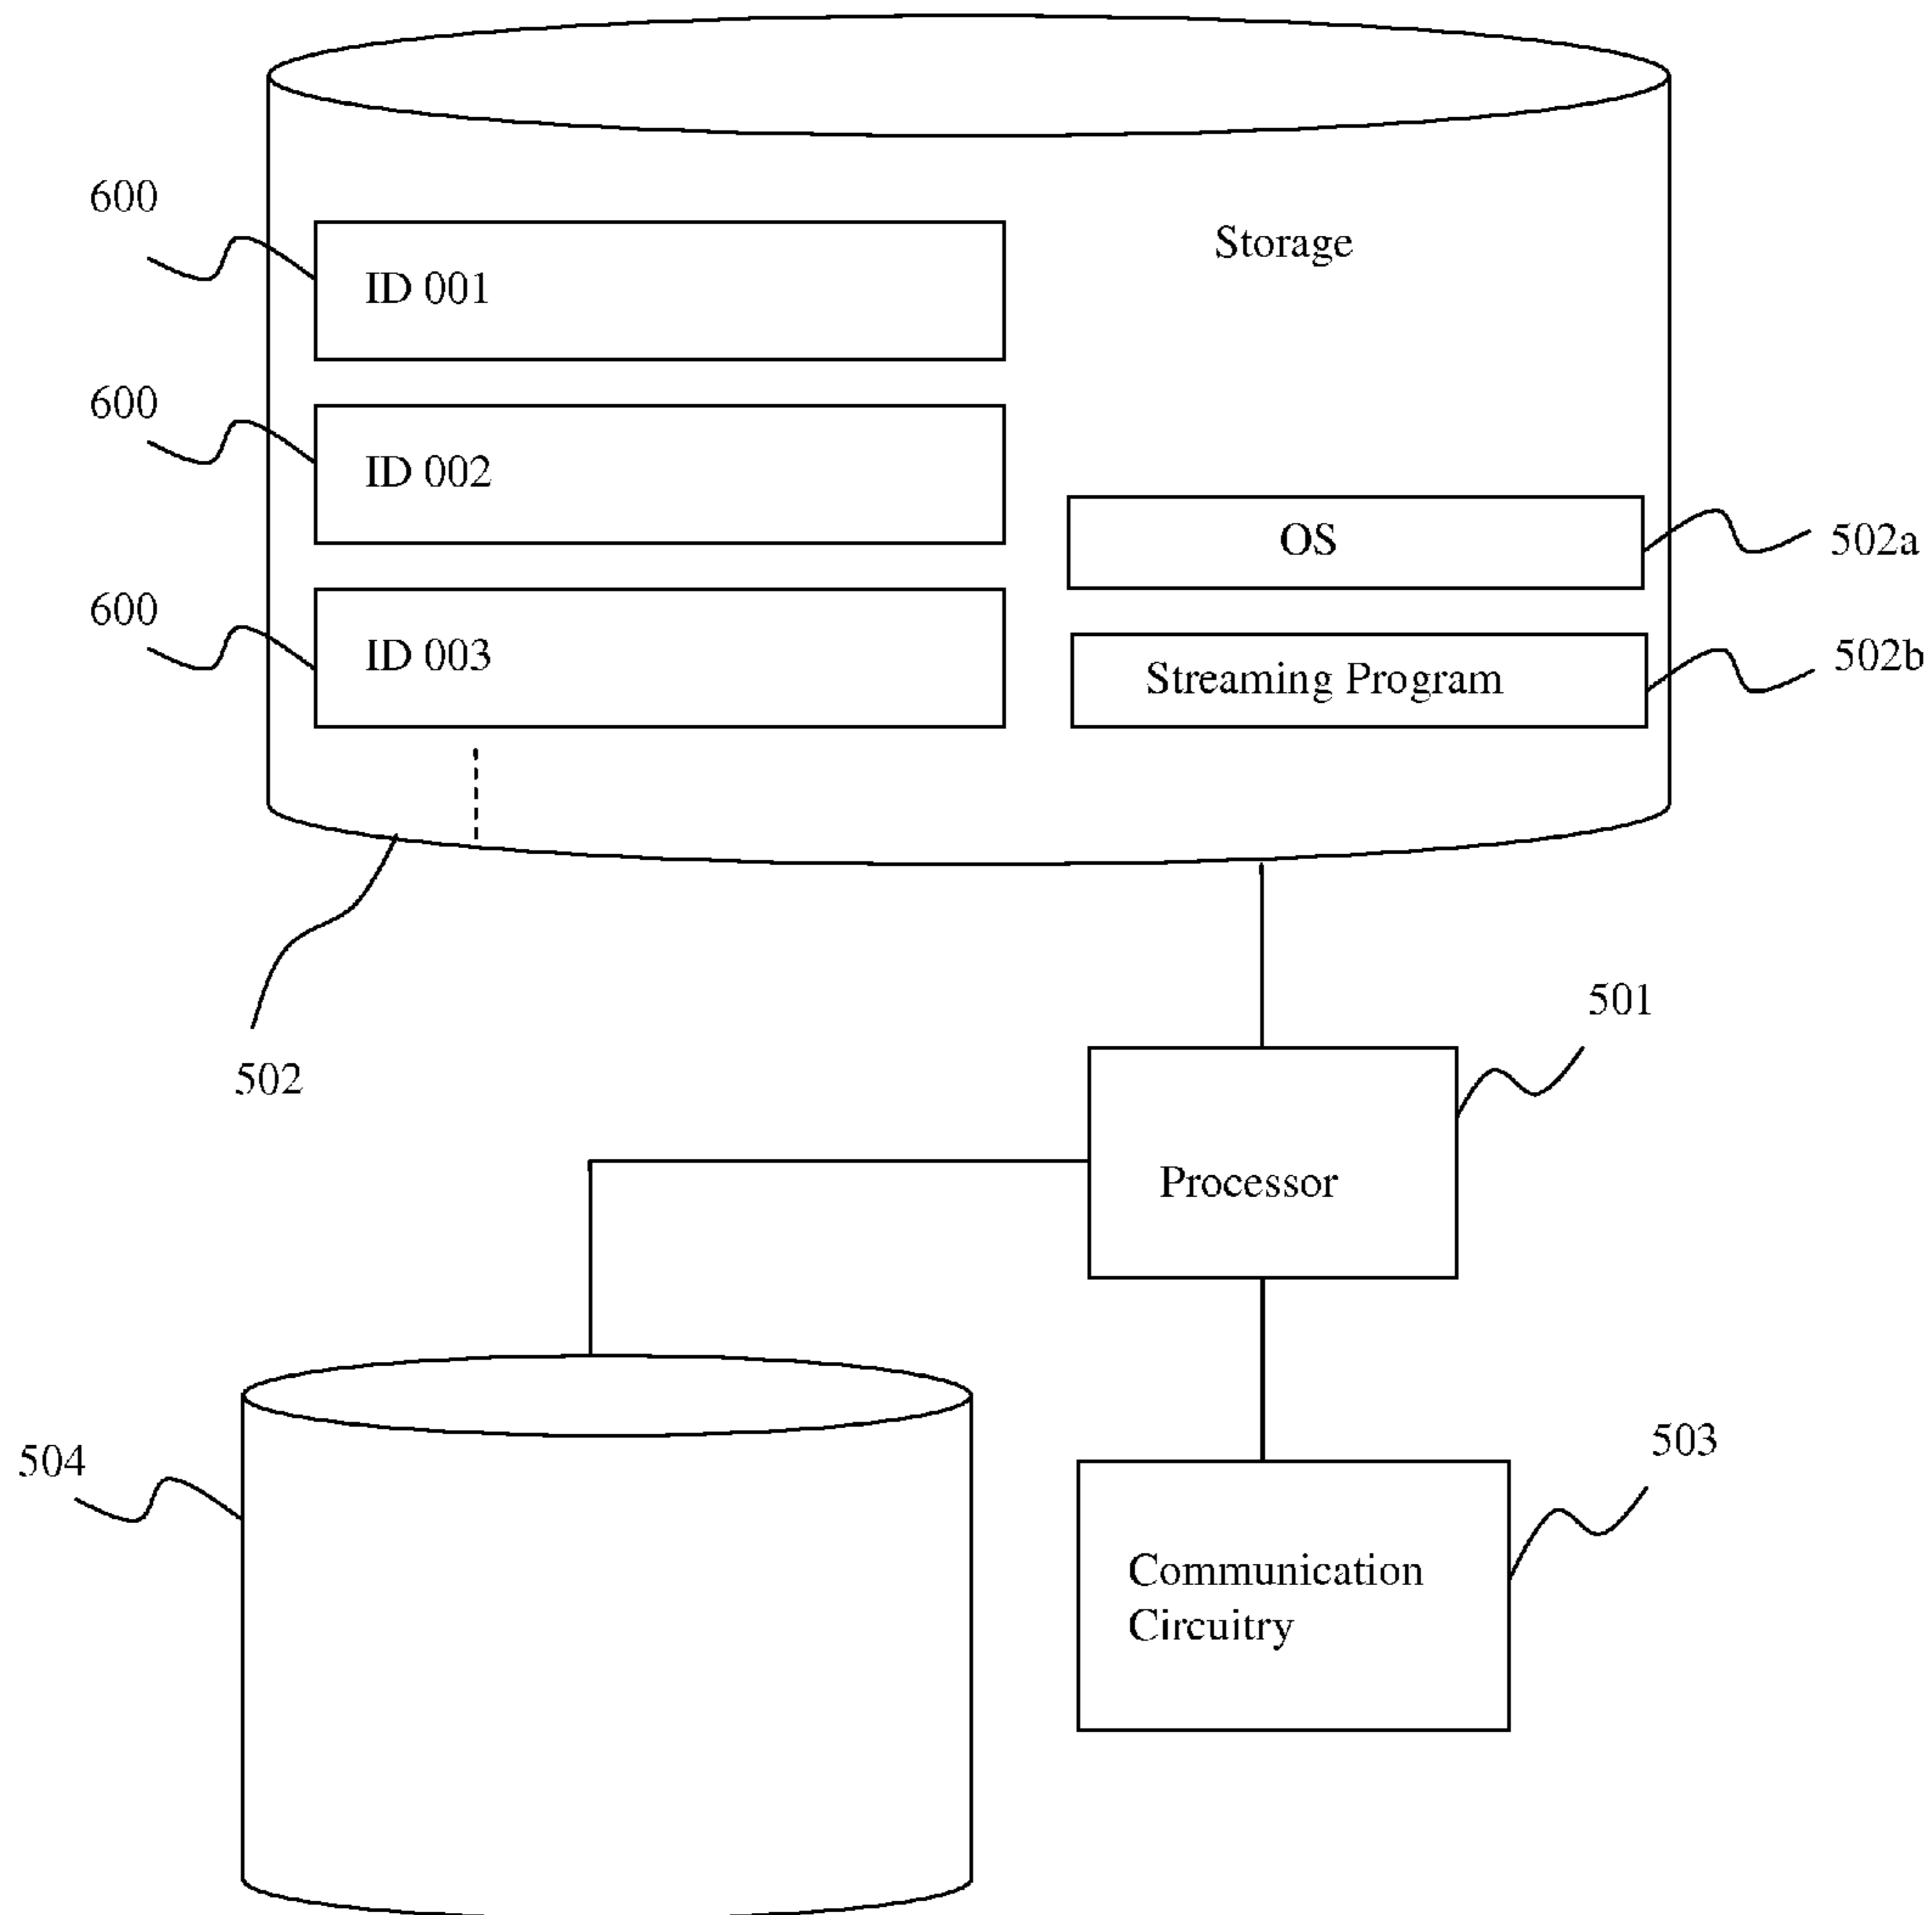 600
Storage
ID 001
600
ID 002
OS
502a
600
ID 003
Streaming Program
502b
501
502
Processor
504
503
Communication
Circuitry